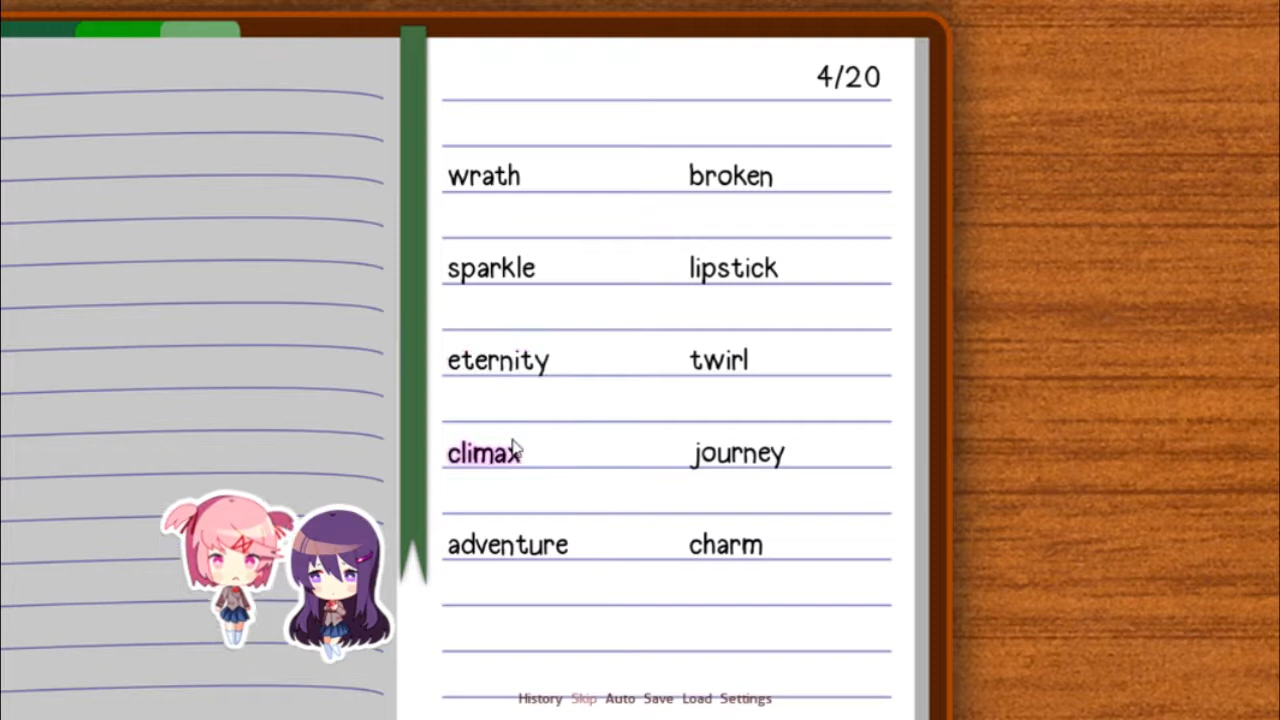 4/20
wrath broken
sparkle lipstick
eternity twirl
climax journey
adventure charm
History Skip Auto Save Load Settings